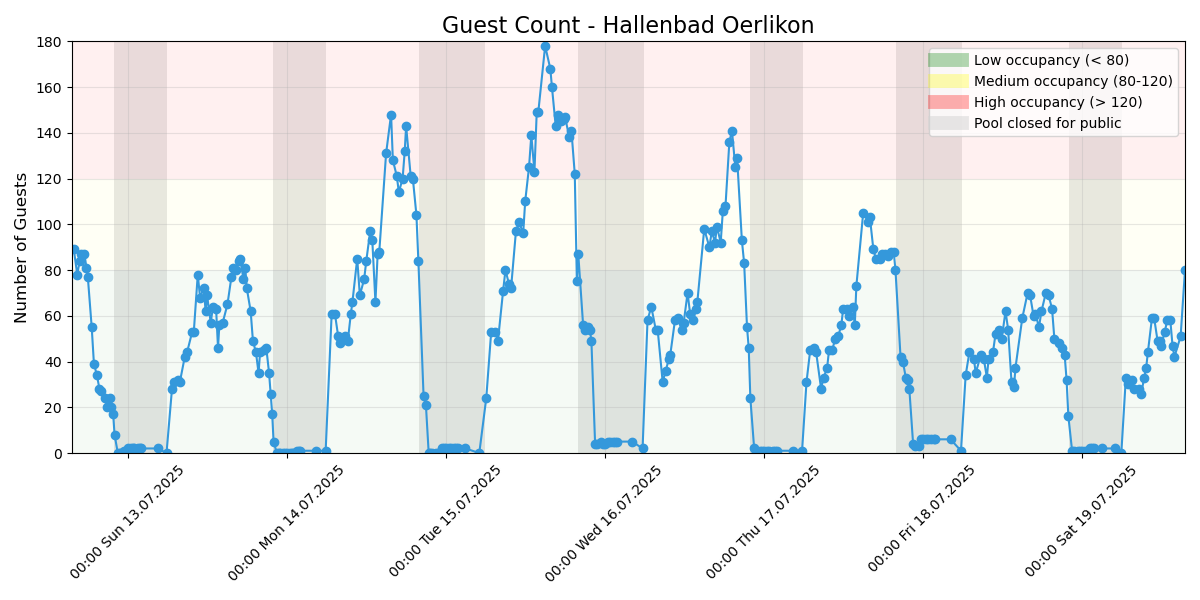 Guest Count - Hallenbad Oerlikon
Number of Guests
180
160
140
120
100
80
60
40
20
0
Low occupancy (< 80)
Medium occupancy (80-120)
High occupancy (> 120)
Pool closed for public
00:00 Sun 13.07.2025
00:00 Mon 14.07.2025
00:00 Tue 15.07.2025
00:00 Wed 16.07.2025
00:00 Thu 17.07.2025
00:00 Fri 18.07.2025
00:00 Sat 19.07.2025